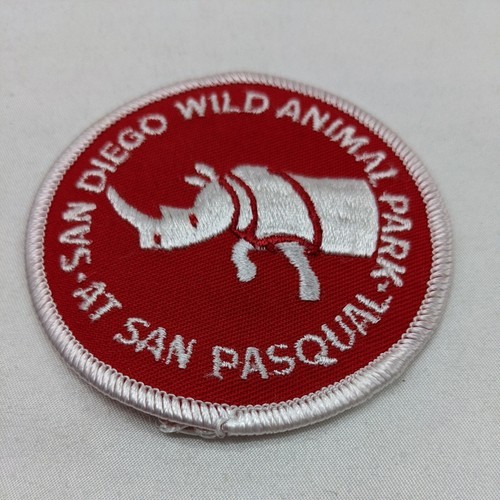 SAN DIEGO WILD ANIMAL PARK
· AT SAN PASQUAL ·